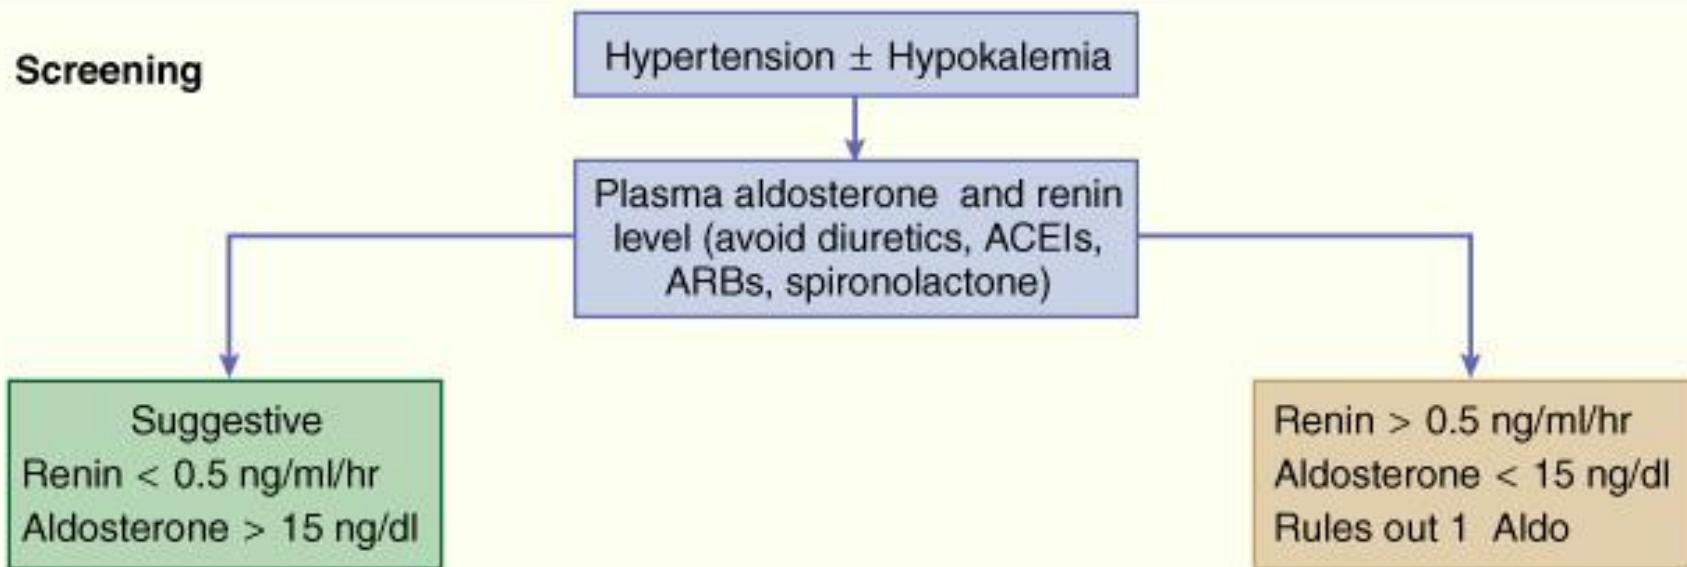 Screening
Hypertension ± Hypokalemia
Plasma aldosterone and renin
level (avoid diuretics, ACEIs,
ARBs, spironolactone)
Suggestive
Renin < 0.5 ng/ml/hr
Aldosterone > 15 ng/dl
Renin > 0.5 ng/ml/hr
Aldosterone < 15 ng/dl
Rules out 1 Aldo